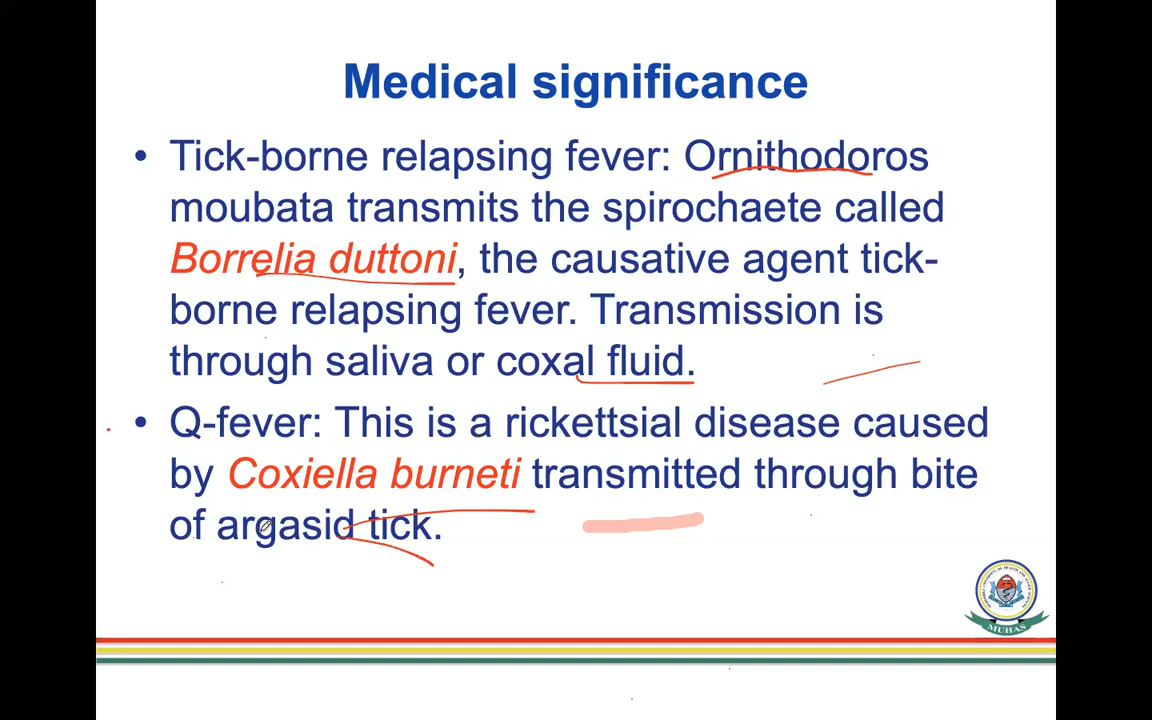 Medical significance
• Tick-borne relapsing fever: Ornithodoros
moubata transmits the spirochaete called
Borrelia duttoni, the causative agent tick-
borne relapsing fever. Transmission is
through saliva or coxal fluid.
• Q-fever: This is a rickettsial disease caused
by Coxiella burneti transmitted through bite
of argasid tick.
MUHAS